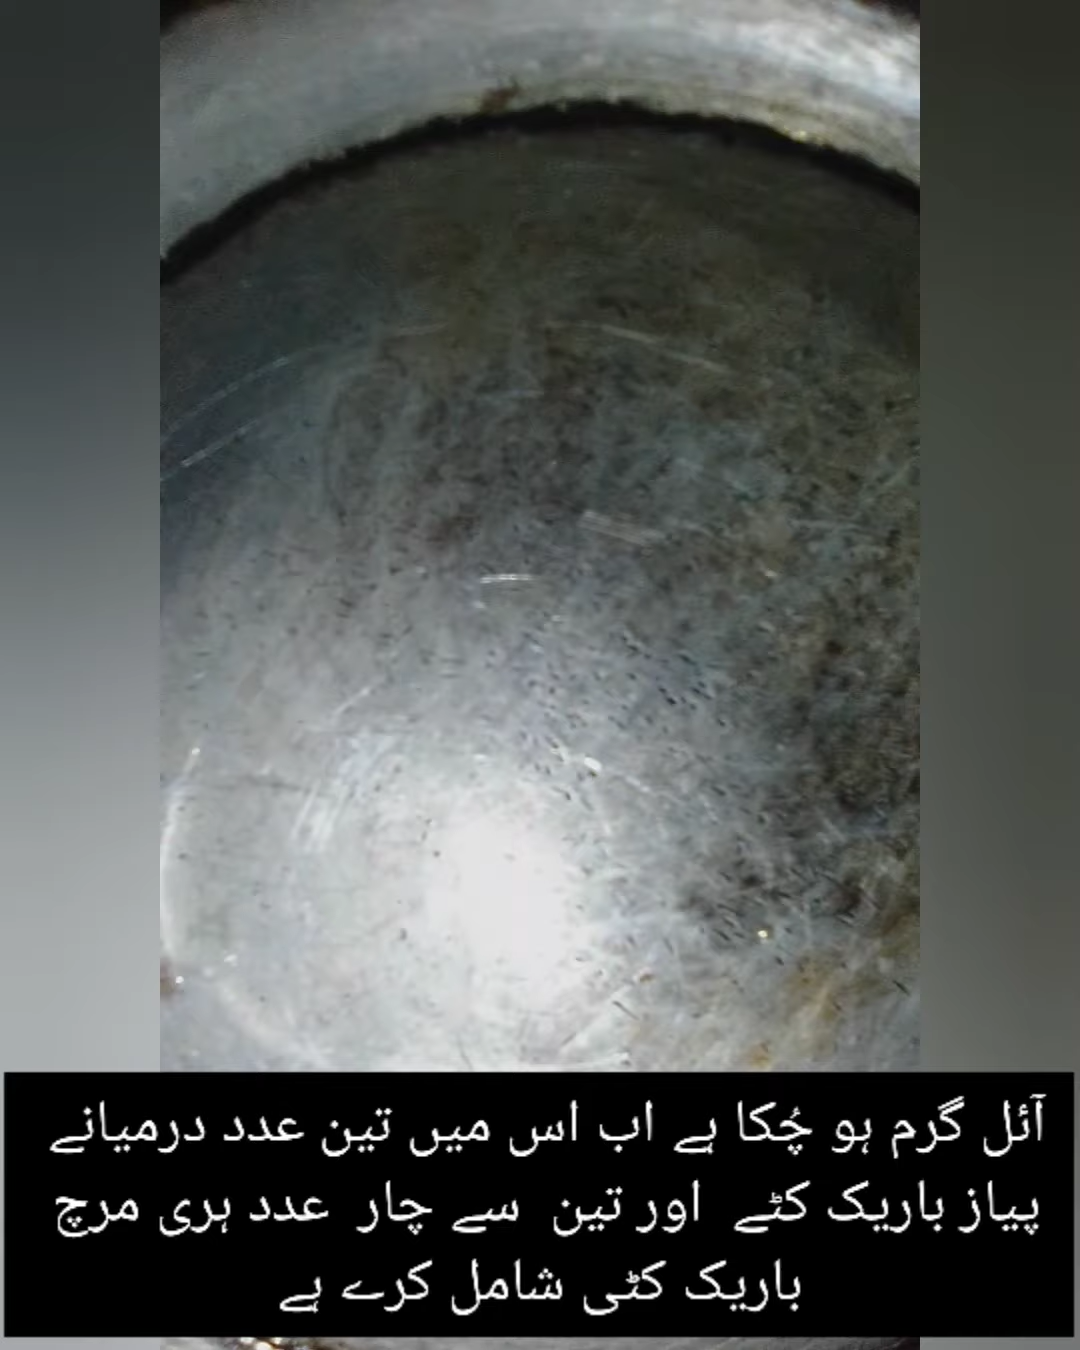 آئل گرم ہو چُکا ہے اب اس میں تین عدد درمیانے
پیاز باریک کٹے اور تین سے چار عدد ہری مرچ
باریک کٹی شامل کرے ہے